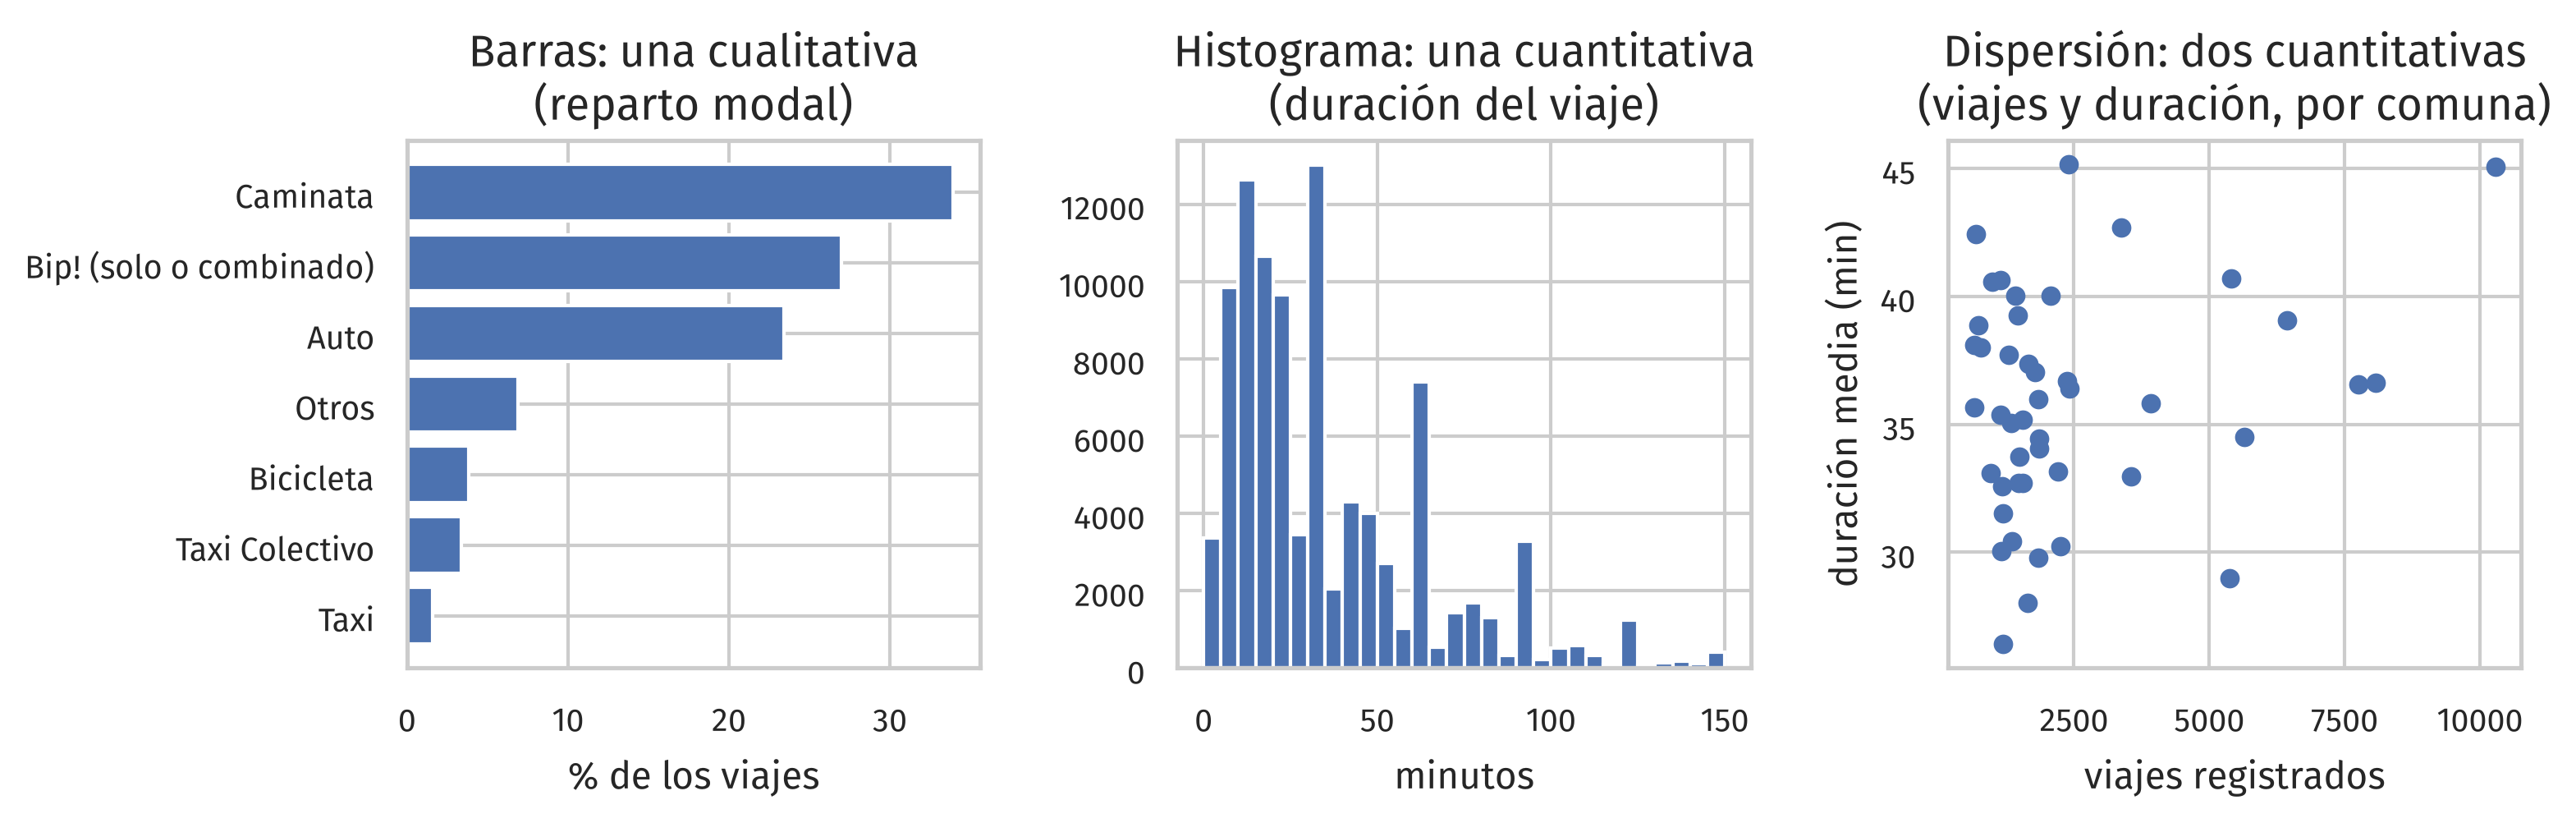 Barras: una cualitativa
(reparto modal)
Caminata
Bip! (solo o combinado)
Auto
Otros
Bicicleta
Taxi Colectivo
Taxi
0 10 20 30
% de los viajes
Histograma: una cuantitativa
(duración del viaje)
12000
10000
8000
6000
4000
2000
0
0 50 100 150
minutos
Dispersión: dos cuantitativas
(viajes y duración, por comuna)
duración media (min)
45
40
35
30
2500 5000 7500 10000
viajes registrados